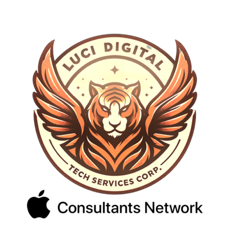 LUCI DIGITAL
TECH SERVICES CORP.
Consultants Network